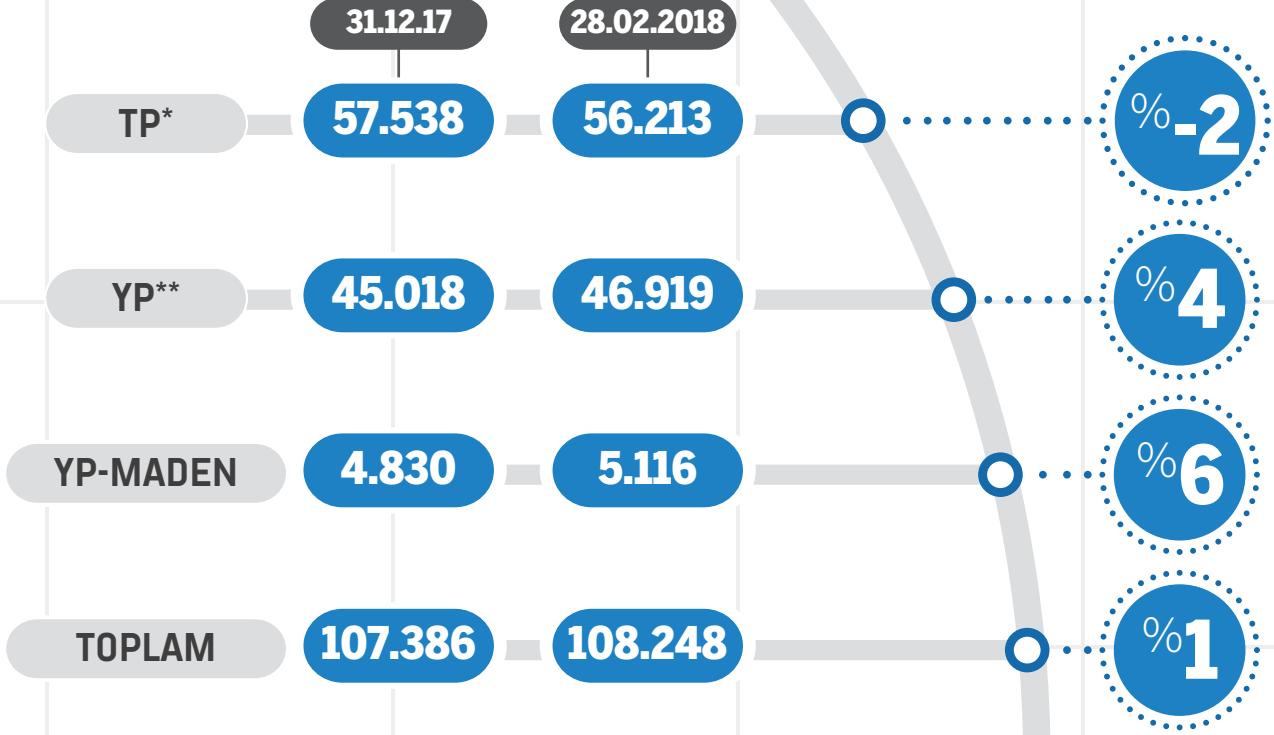 31.12.17 28.02.2018
TP* 57.538 56.213 %-2
YP** 45.018 46.919 %4
YP-MADEN 4.830 5.116 %6
TOPLAM 107.386 108.248 %1